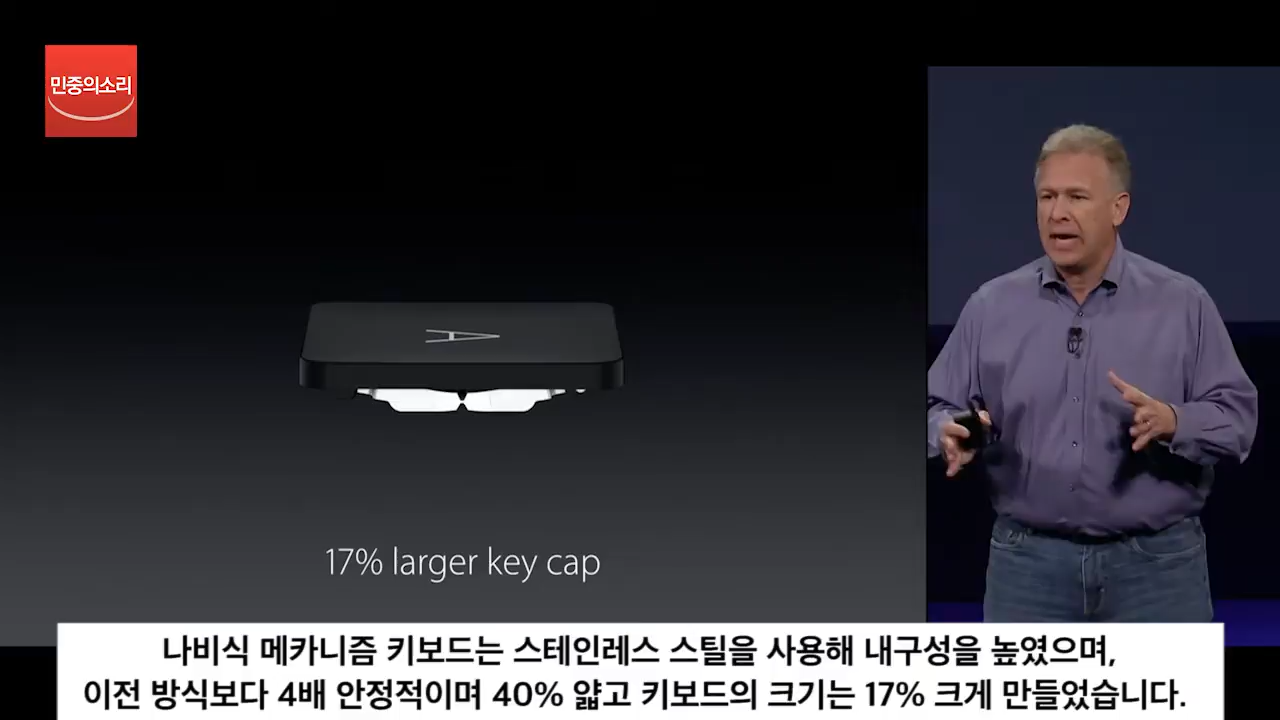 민중의소리
A
17% larger key cap
나비식 메카니즘 키보드는 스테인레스 스틸을 사용해 내구성을 높였으며,
이전 방식보다 4배 안정적이며 40% 얇고 키보드의 크기는 17% 크게 만들었습니다.